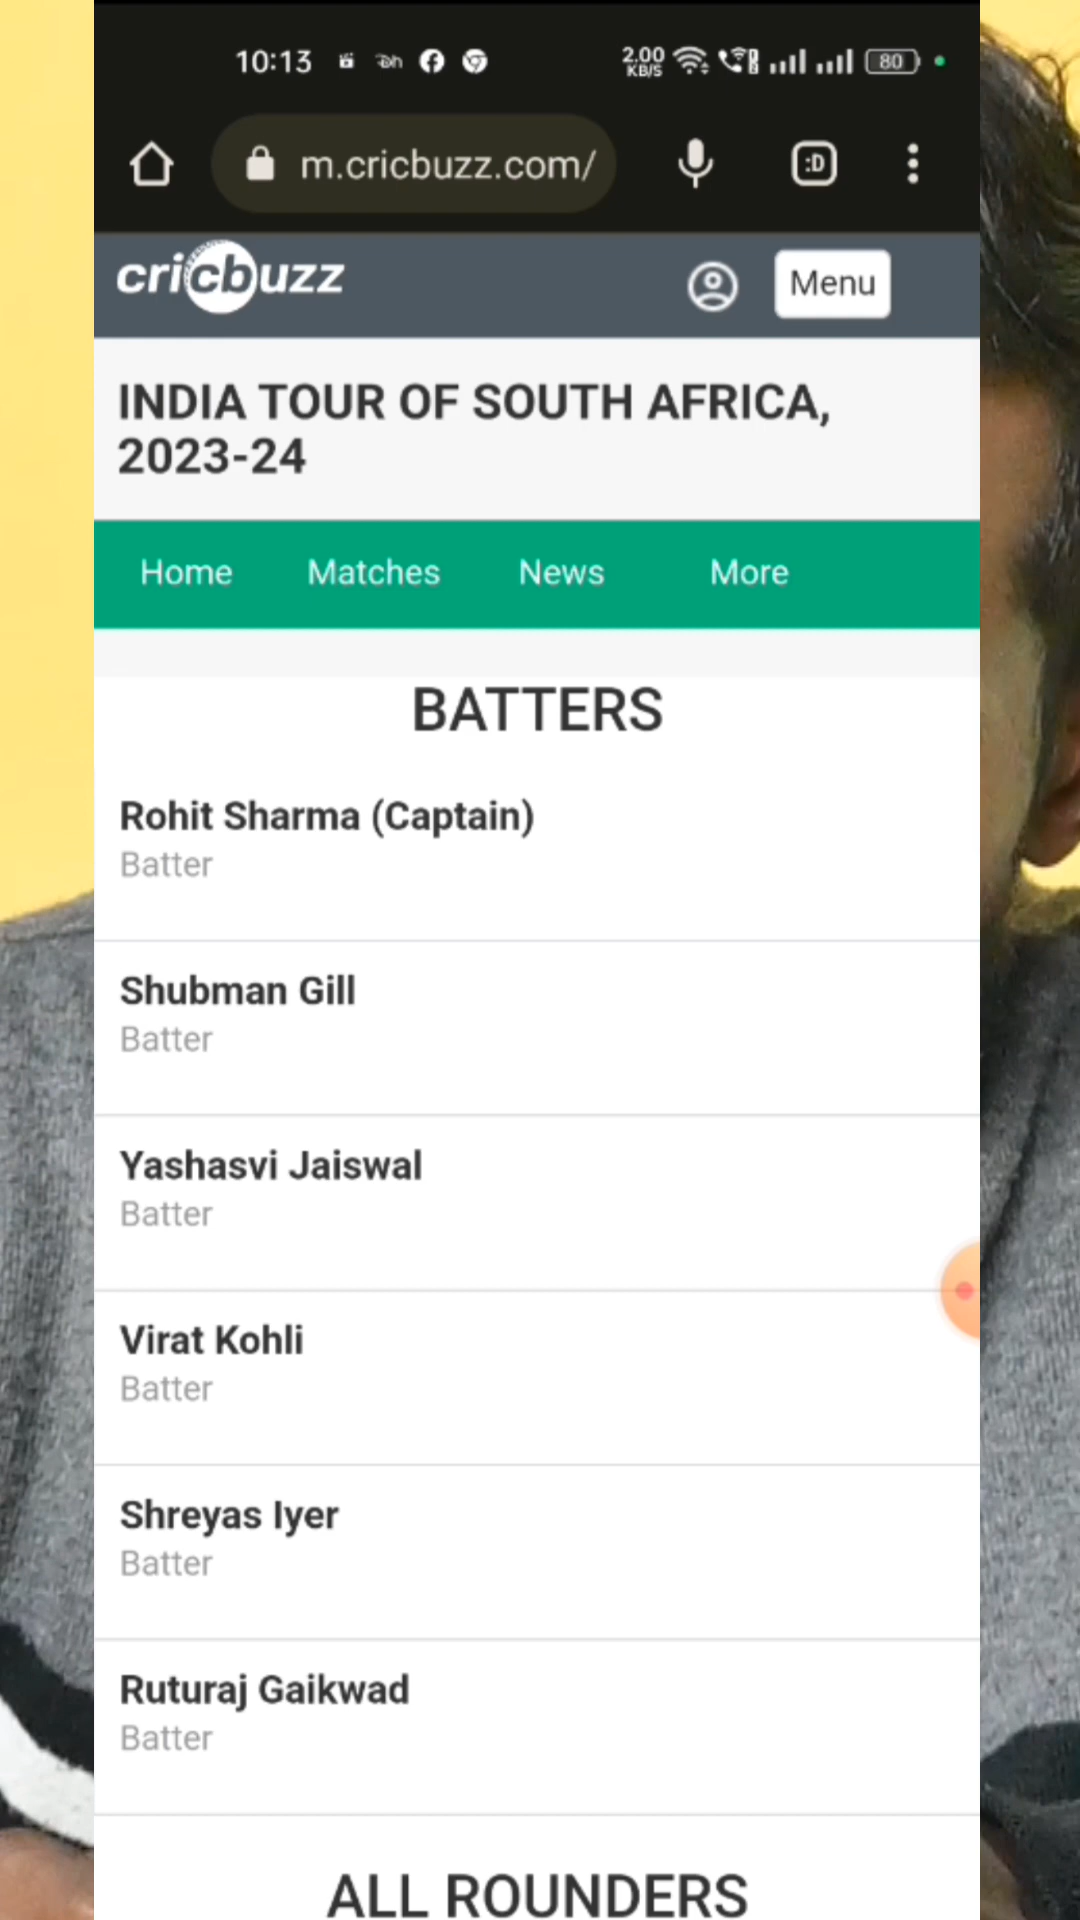 10:13
2.00
KB/S
80
m.cricbuzz.com/
:D
cricbuzz
Menu
INDIA TOUR OF SOUTH AFRICA,
2023-24
Home Matches News More
BATTERS
Rohit Sharma (Captain)
Batter
Shubman Gill
Batter
Yashasvi Jaiswal
Batter
Virat Kohli
Batter
Shreyas Iyer
Batter
Ruturaj Gaikwad
Batter
ALL ROUNDERS